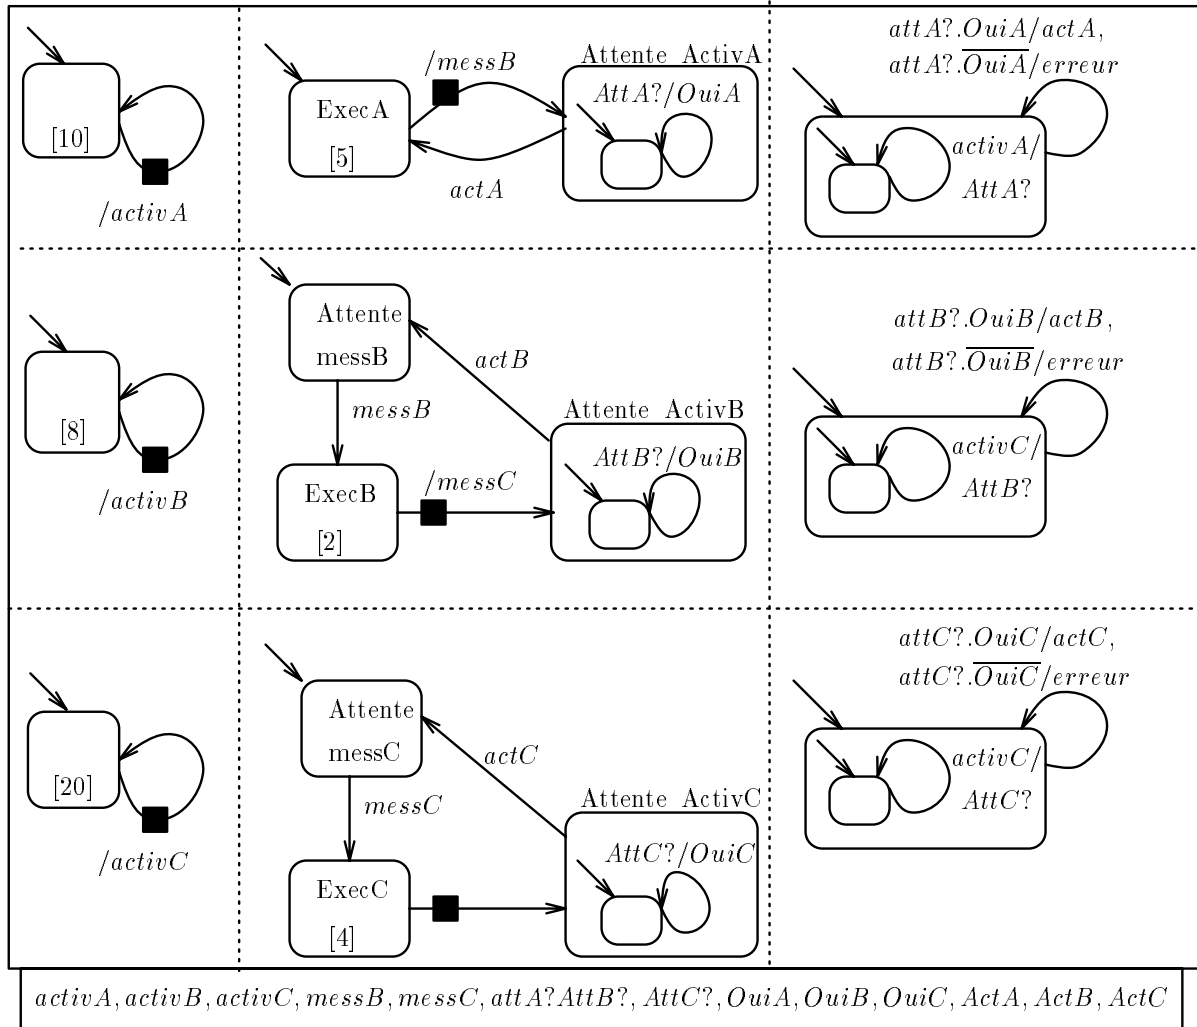 [10]
/activA
/messB
ExecA
[5]
actA
Attente ActivA
AttA?/OuiA
attA?.OuiA/actA,
attA?.O̅u̅i̅A̅/erreur
activA/
AttA?
[8]
/activB
Attente
messB
actB
messB
ExecB
[2]
/messC
Attente ActivB
AttB?/OuiB
attB?.OuiB/actB,
attB?.O̅u̅i̅B̅/erreur
activC/
AttB?
[20]
/activC
Attente
messC
actC
messC
ExecC
[4]
Attente ActivC
AttC?/OuiC
attC?.OuiC/actC,
attC?.O̅u̅i̅C̅/erreur
activC/
AttC?
activA, activB, activC, messB, messC, attA?AttB?, AttC?, OuiA, OuiB, OuiC, ActA, ActB, ActC